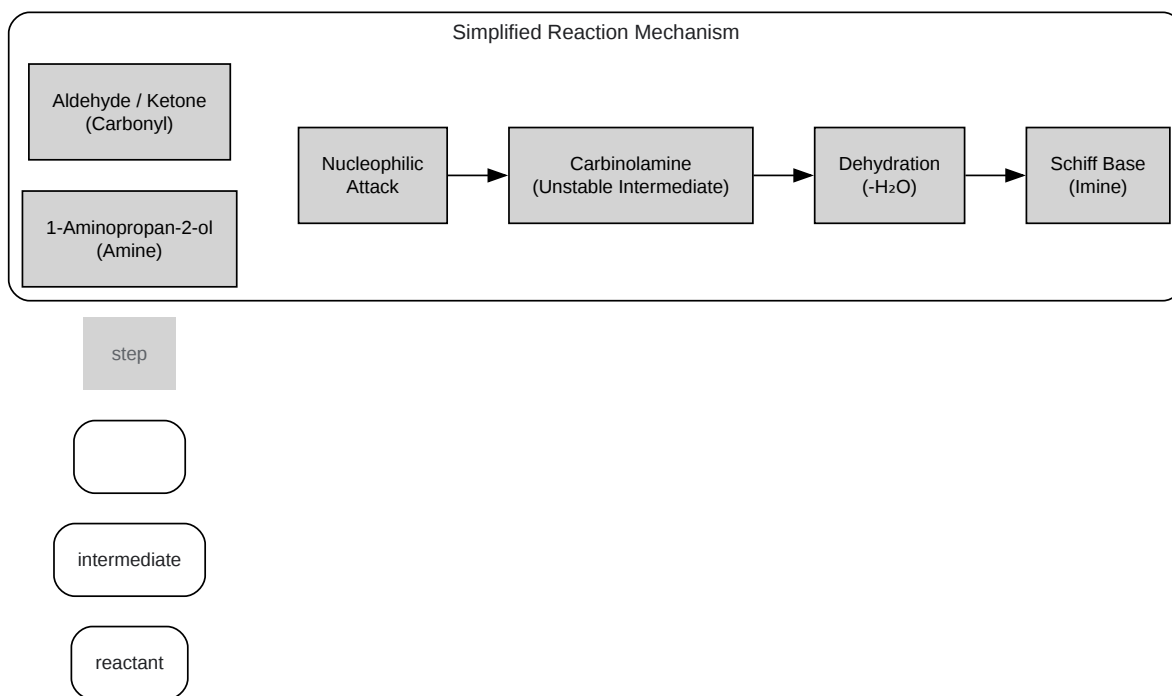 Simplified Reaction Mechanism
Aldehyde / Ketone
(Carbonyl)
1-Aminopropan-2-ol
(Amine)
Nucleophilic
Attack
Carbinolamine
(Unstable Intermediate)
Dehydration
(-H₂O)
Schiff Base
(Imine)
step
intermediate
reactant